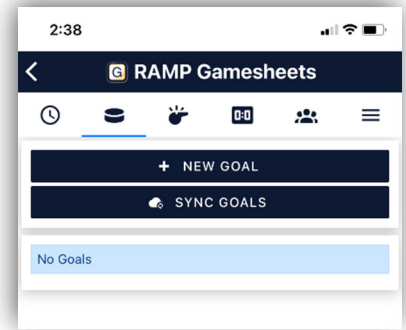 2:38
G RAMP Gamesheets
0:0
+ NEW GOAL
SYNC GOALS
No Goals